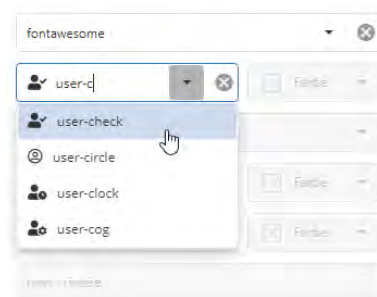 fontawesome
user-c
Farbe
user-check
user-circle
user-clock
Farbe
user-cog
Farbe